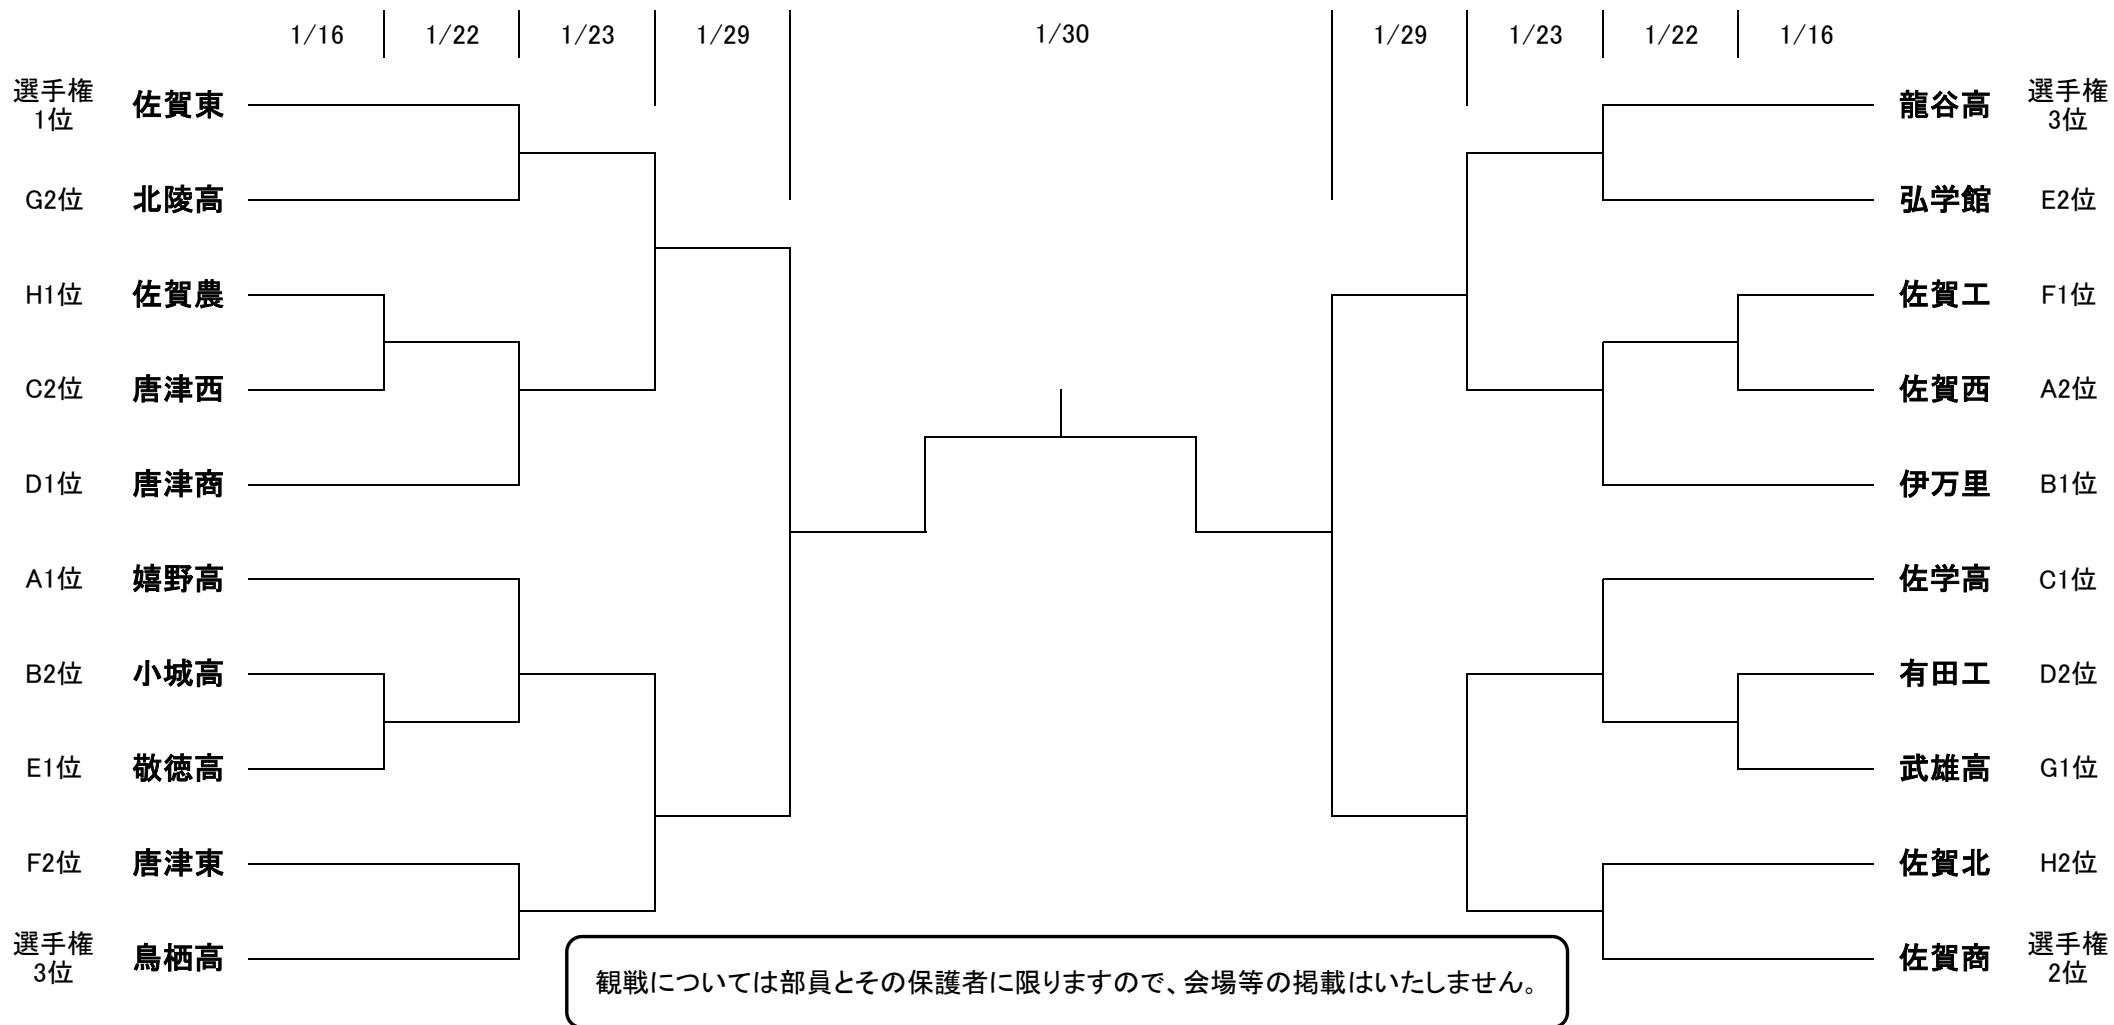 1/16 1/22 1/23 1/29 1/30 1/29 1/23 1/22 1/16
選手権
1位 佐賀東
G2位 北陵高
H1位 佐賀農
C2位 唐津西
D1位 唐津商
A1位 嬉野高
B2位 小城高
E1位 敬徳高
F2位 唐津東
選手権
3位 鳥栖高
龍谷高 選手権
3位
弘学館 E2位
佐賀工 F1位
佐賀西 A2位
伊万里 B1位
佐学高 C1位
有田工 D2位
武雄高 G1位
佐賀北 H2位
佐賀商 選手権
2位
観戦については部員とその保護者に限りますので、会場等の掲載はいたしません。